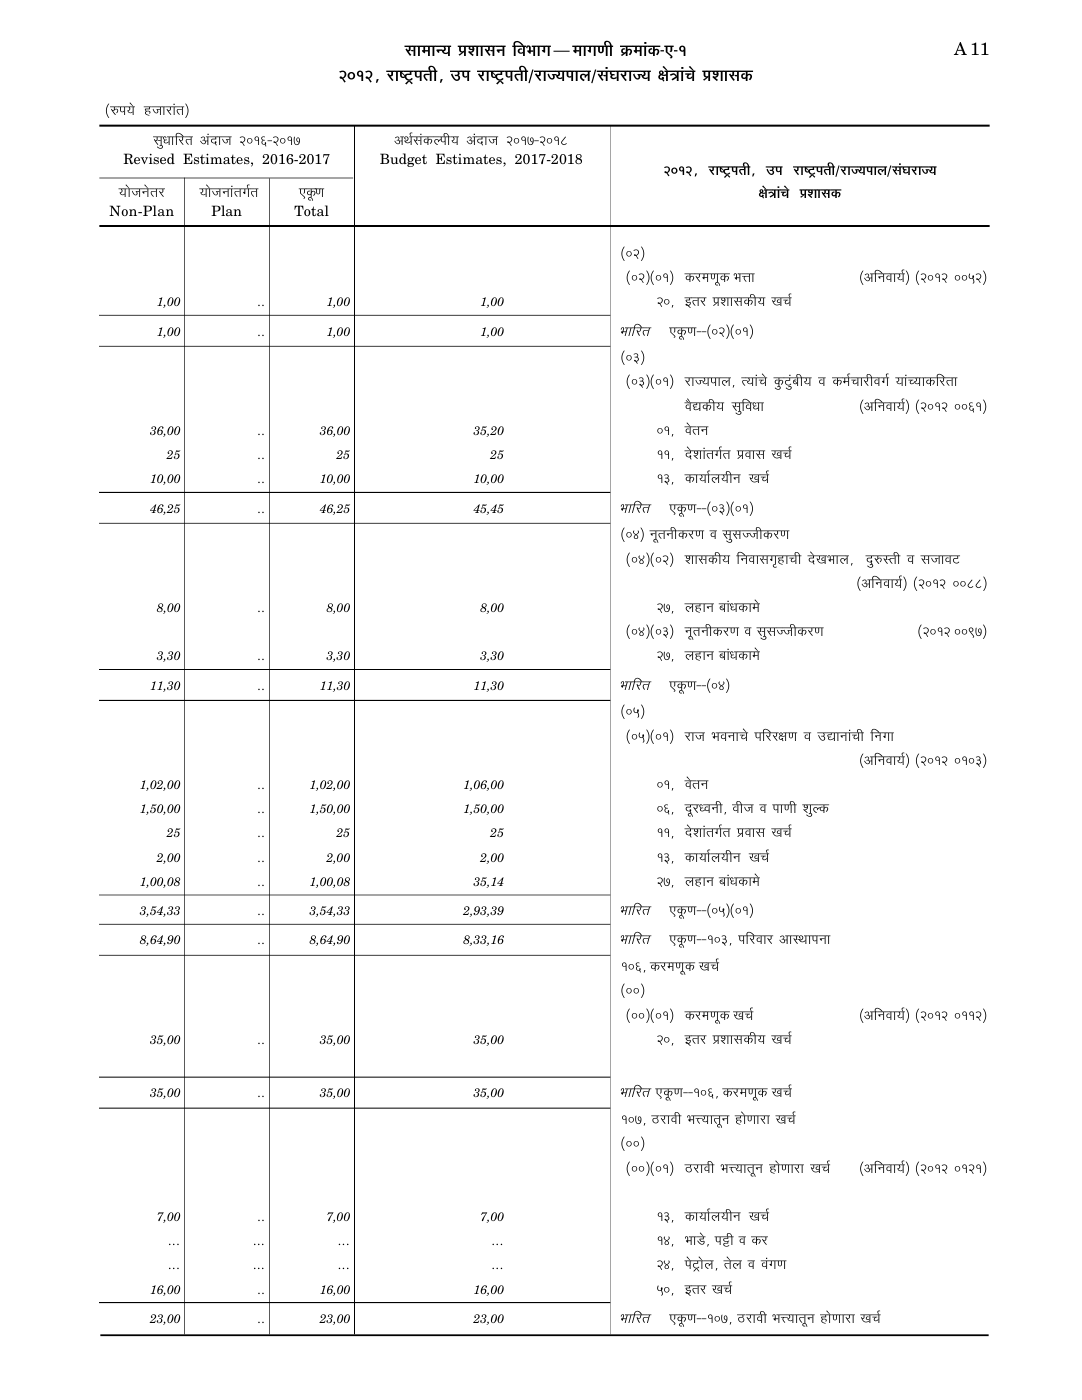 सामान्य प्रशासन विभाग—मागणी क्रमांक-ए-१ A 11
२०१२, राष्ट्रपती, उप राष्ट्रपती/राज्यपाल/संघराज्य क्षेत्रांचे प्रशासक
(रुपये हजारांत)
सुधारित अंदाज २०१६-२०१७ अर्थसंकल्पीय अंदाज २०१७-२०१८
Revised Estimates, 2016-2017 Budget Estimates, 2017-2018
२०१२, राष्ट्रपती, उप राष्ट्रपती/राज्यपाल/संघराज्य
क्षेत्रांचे प्रशासक
योजनेतर योजनांतर्गत एकूण
Non-Plan Plan Total
(०२)
(०२)(०१) करमणूक भत्ता (अनिवार्य) (२०१२ ००५२)
1,00 .. 1,00 1,00 २०, इतर प्रशासकीय खर्च
1,00 .. 1,00 1,00 भारित एकूण--(०२)(०१)
(०३)
(०३)(०१) राज्यपाल, त्यांचे कुटुंबीय व कर्मचारीवर्ग यांच्याकरिता
वैद्यकीय सुविधा (अनिवार्य) (२०१२ ००६१)
36,00 .. 36,00 35,20 ०१, वेतन
25 .. 25 25 ११, देशांतर्गत प्रवास खर्च
10,00 .. 10,00 10,00 १३, कार्यालयीन खर्च
46,25 .. 46,25 45,45 भारित एकूण--(०३)(०१)
(०४) नूतनीकरण व सुसज्जीकरण
(०४)(०२) शासकीय निवासगृहाची देखभाल, दुरुस्ती व सजावट
(अनिवार्य) (२०१२ ००८८)
8,00 .. 8,00 8,00 २७, लहान बांधकामे
(०४)(०३) नूतनीकरण व सुसज्जीकरण (२०१२ ००९७)
3,30 .. 3,30 3,30 २७, लहान बांधकामे
11,30 .. 11,30 11,30 भारित एकूण--(०४)
(०५)
(०५)(०१) राज भवनाचे परिरक्षण व उद्यानांची निगा
(अनिवार्य) (२०१२ ०१०३)
1,02,00 .. 1,02,00 1,06,00 ०१, वेतन
1,50,00 .. 1,50,00 1,50,00 ०६, दूरध्वनी, वीज व पाणी शुल्क
25 .. 25 25 ११, देशांतर्गत प्रवास खर्च
2,00 .. 2,00 2,00 १३, कार्यालयीन खर्च
1,00,08 .. 1,00,08 35,14 २७, लहान बांधकामे
3,54,33 .. 3,54,33 2,93,39 भारित एकूण--(०५)(०१)
8,64,90 .. 8,64,90 8,33,16 भारित एकूण--१०३, परिवार आस्थापना
१०६, करमणूक खर्च
(००)
(००)(०१) करमणूक खर्च (अनिवार्य) (२०१२ ०११२)
35,00 .. 35,00 35,00 २०, इतर प्रशासकीय खर्च
35,00 .. 35,00 35,00 भारित एकूण--१०६, करमणूक खर्च
१०७, ठरावी भत्त्यातून होणारा खर्च
(००)
(००)(०१) ठरावी भत्त्यातून होणारा खर्च (अनिवार्य) (२०१२ ०१२१)
7,00 .. 7,00 7,00 १३, कार्यालयीन खर्च
... ... ... ... १४, भाडे, पट्टी व कर
... ... ... ... २४, पेट्रोल, तेल व वंगण
16,00 .. 16,00 16,00 ५०, इतर खर्च
23,00 .. 23,00 23,00 भारित एकूण--१०७, ठरावी भत्त्यातून होणारा खर्च